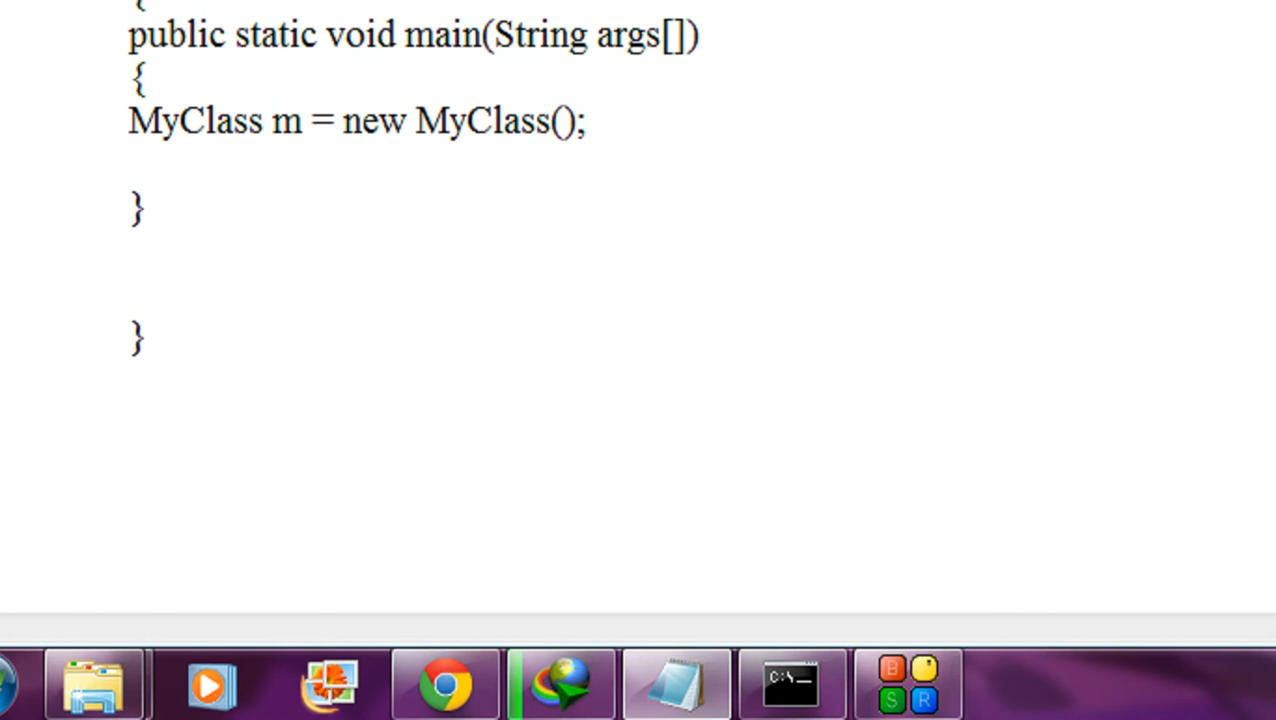 {
public static void main(String args[])
{
MyClass m = new MyClass();
}
}
C:\_
B
S R